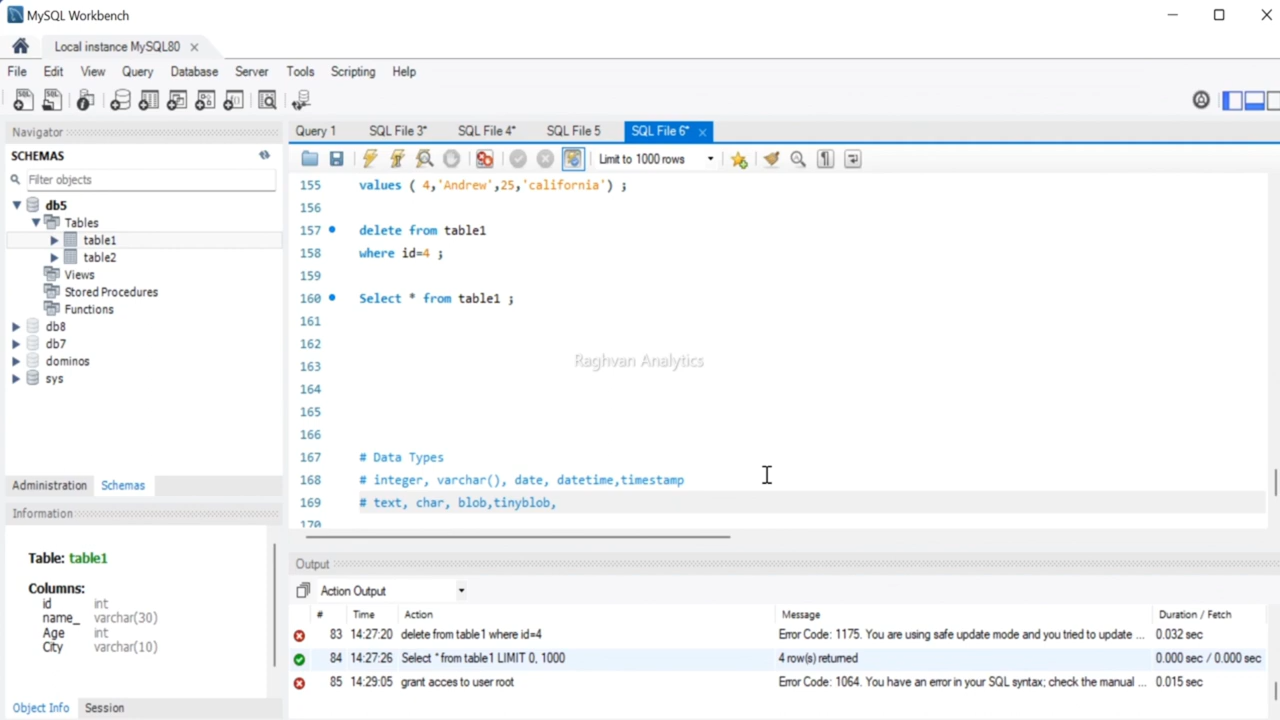 MySQL Workbench
Local instance MySQL80
File Edit View Query Database Server Tools Scripting Help
Navigator
SCHEMAS
Filter objects
db5
Tables
table1
table2
Views
Stored Procedures
Functions
db8
db7
dominos
sys
Administration Schemas
Information
Table: table1
Columns:
id int
name_ varchar(30)
Age int
City varchar(10)
Object Info Session
Query 1 SQL File 3* SQL File 4* SQL File 5 SQL File 6*
Limit to 1000 rows
155 values ( 4,'Andrew',25,'california') ;
156
157 delete from table1
158 where id=4 ;
159
160 Select * from table1 ;
161
162
163
Raghvan Analytics
164
165
166
167 # Data Types
168 # integer, varchar(), date, datetime,timestamp
169 # text, char, blob,tinyblob,
170
Output
Action Output
# Time Action Message Duration / Fetch
83 14:27:20 delete from table1 where id=4 Error Code: 1175. You are using safe update mode and you tried to update ... 0.032 sec
84 14:27:26 Select * from table1 LIMIT 0, 1000 4 row(s) returned 0.000 sec / 0.000 sec
85 14:29:05 grant acces to user root Error Code: 1064. You have an error in your SQL syntax; check the manual ... 0.015 sec